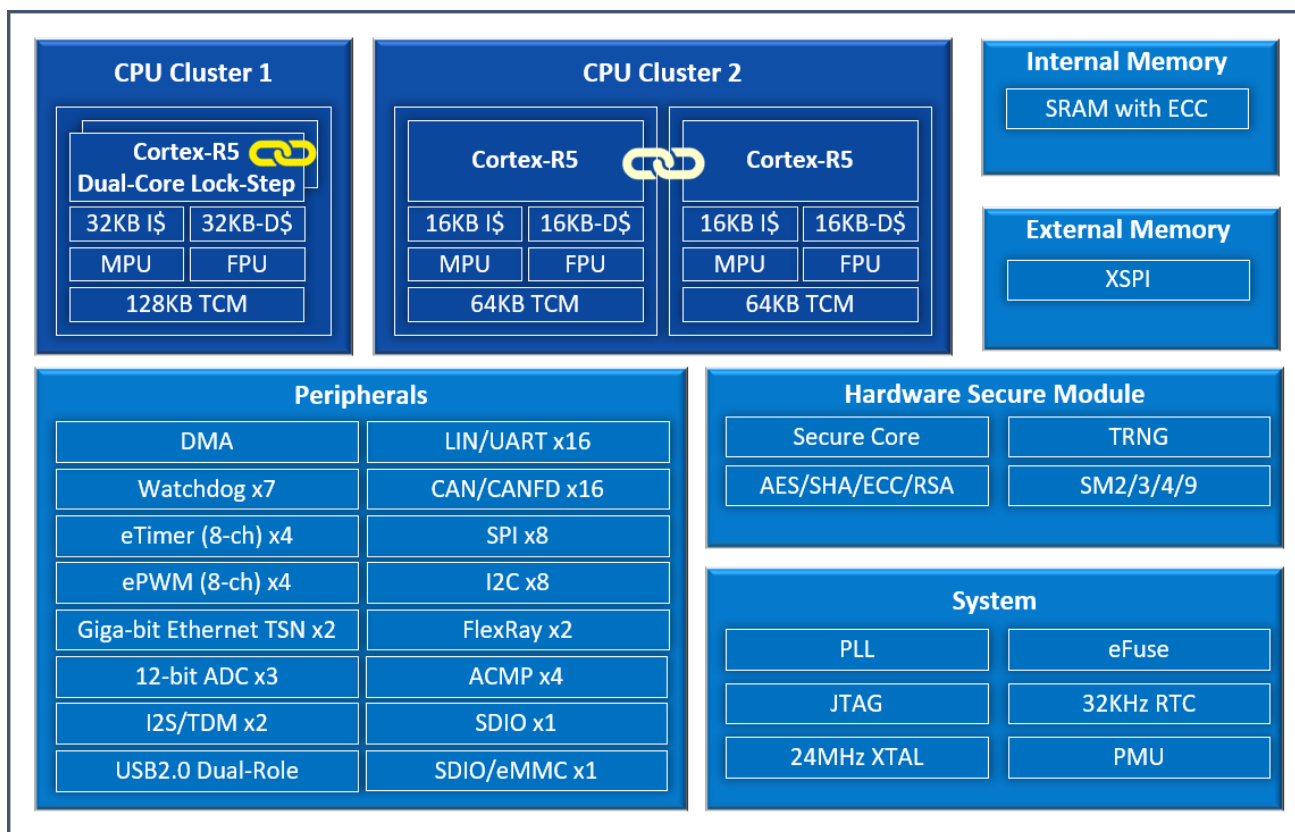 CPU Cluster 1
Cortex-R5
Dual-Core Lock-Step
32KB I$
32KB-D$
MPU
FPU
128KB TCM
CPU Cluster 2
Cortex-R5
16KB I$
16KB-D$
MPU
FPU
64KB TCM
Cortex-R5
16KB I$
16KB-D$
MPU
FPU
64KB TCM
Internal Memory
SRAM with ECC
External Memory
XSPI
Peripherals
DMA
LIN/UART x16
Watchdog x7
CAN/CANFD x16
eTimer (8-ch) x4
SPI x8
ePWM (8-ch) x4
I2C x8
Giga-bit Ethernet TSN x2
FlexRay x2
12-bit ADC x3
ACMP x4
I2S/TDM x2
SDIO x1
USB2.0 Dual-Role
SDIO/eMMC x1
Hardware Secure Module
Secure Core
TRNG
AES/SHA/ECC/RSA
SM2/3/4/9
System
PLL
eFuse
JTAG
32KHz RTC
24MHz XTAL
PMU